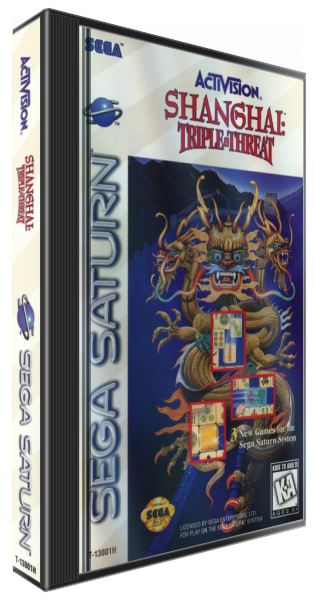 ACTIVISION.
SHANGHAI:
TRIPLE-THREAT
SEGA SATURN
T-13001H
SEGA
TM
SEGA SATURN
ACTIVISION.
SHANGHAI:
TRIPLE-THREAT
3 New Games for the
Sega Saturn System
LICENSED BY SEGA ENTERPRISES, LTD.
FOR PLAY ON THE SEGA SATURN™ SYSTEM
KIDS TO ADULTS
K-A
AGES 6+